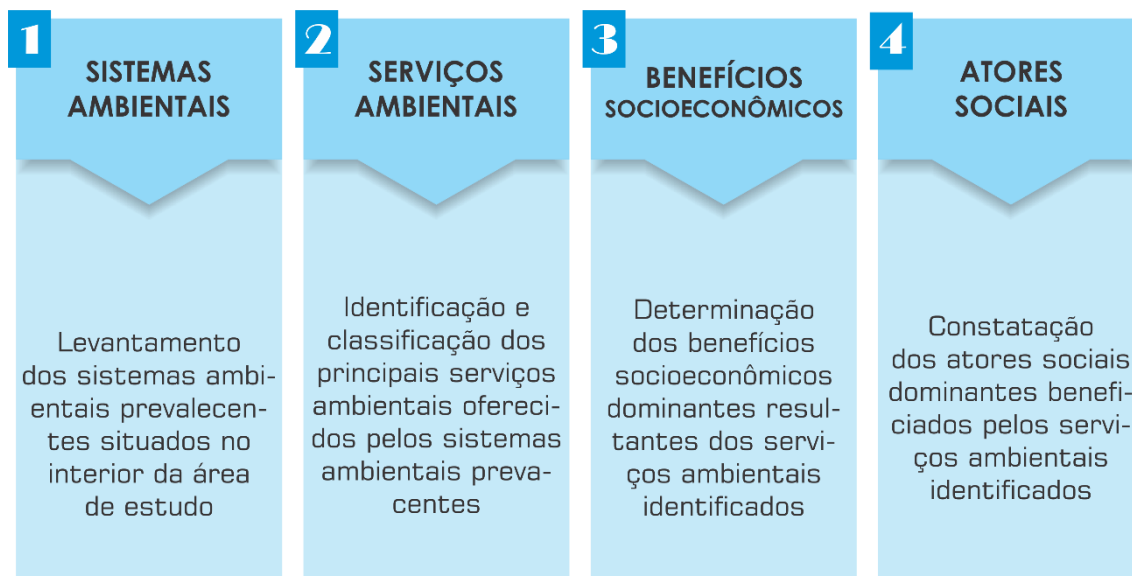 1
SISTEMAS
AMBIENTAIS
Levantamento
dos sistemas ambi-
entais prevalecen-
tes situados no
interior da área
de estudo
2
SERVIÇOS
AMBIENTAIS
Identificação e
classificação dos
principais serviços
ambientais ofereci-
dos pelos sistemas
ambientais preva-
centes
3
BENEFÍCIOS
SOCIOECONÔMICOS
Determinação
dos benefícios
socioeconômicos
dominantes resul-
tantes dos servi-
ços ambientais
identificados
4
ATORES
SOCIAIS
Constatação
dos atores sociais
dominantes benefi-
ciados pelos servi-
ços ambientais
identificados